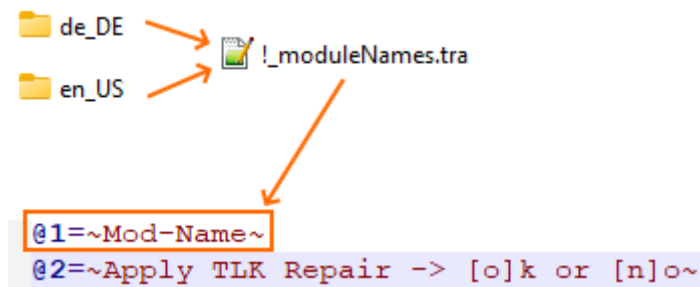 de_DE
!_moduleNames.tra
en_US
@1=~Mod-Name~
@2=~Apply TLK Repair -> [o]k or [n]o~